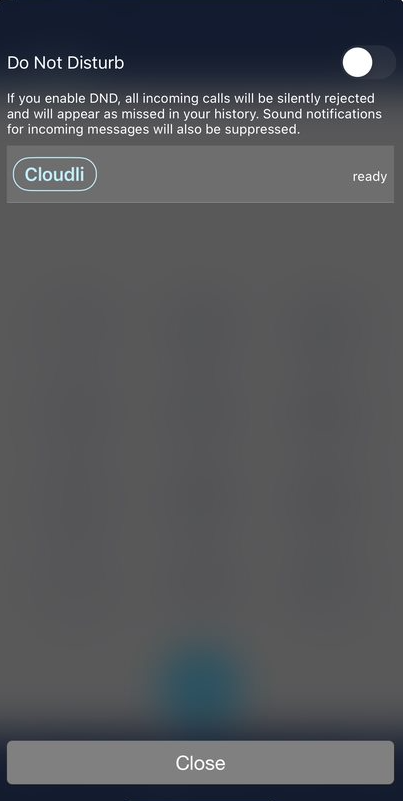 Do Not Disturb
If you enable DND, all incoming calls will be silently rejected
and will appear as missed in your history. Sound notifications
for incoming messages will also be suppressed.
Cloudli
ready
Close